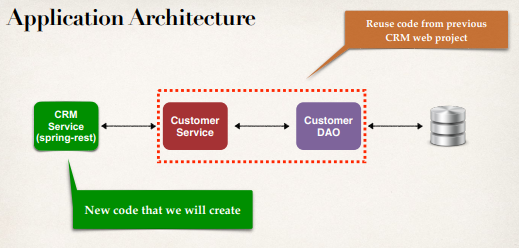 Application Architecture
Reuse code from previous
CRM web project
CRM
Service
(spring-rest)
Customer
Service
Customer
DAO
New code that we will create